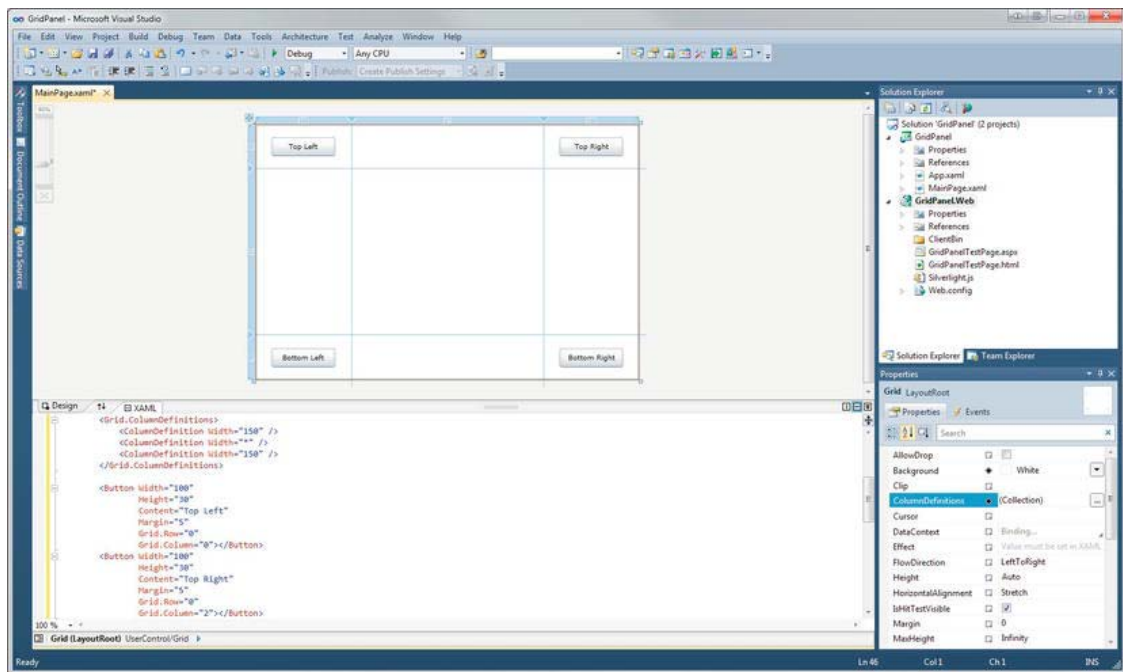 GridPanel - Microsoft Visual Studio
File Edit View Project Build Debug Team Data Tools Architecture Test Analyze Window Help
Debug Any CPU
Publish: Create Publish Settings
MainPage.xaml*
Toolbox
Document Outline
Data Sources
Top Left
Top Right
Bottom Left
Bottom Right
Design XAML
<Grid.ColumnDefinitions>
<ColumnDefinition Width="150" />
<ColumnDefinition Width="*" />
<ColumnDefinition Width="150" />
</Grid.ColumnDefinitions>
<Button Width="100"
Height="30"
Content="Top Left"
Margin="5"
Grid.Row="0"
Grid.Column="0"></Button>
<Button Width="100"
Height="30"
Content="Top Right"
Margin="5"
Grid.Row="0"
Grid.Column="2"></Button>
100 %
Grid (LayoutRoot) UserControl/Grid
Solution Explorer
Solution 'GridPanel' (2 projects)
GridPanel
Properties
References
App.xaml
MainPage.xaml
GridPanel.Web
Properties
References
ClientBin
GridPanelTestPage.aspx
GridPanelTestPage.html
Silverlight.js
Web.config
Solution Explorer Team Explorer
Properties
Grid LayoutRoot
Properties Events
Search
AllowDrop
Background White
Clip
ColumnDefinitions (Collection)
Cursor
DataContext Binding...
Effect Value must be set in XAML
FlowDirection LeftToRight
Height Auto
HorizontalAlignment Stretch
IsHitTestVisible
Margin 0
MaxHeight Infinity
Ready Ln 46 Col 1 Ch 1 INS